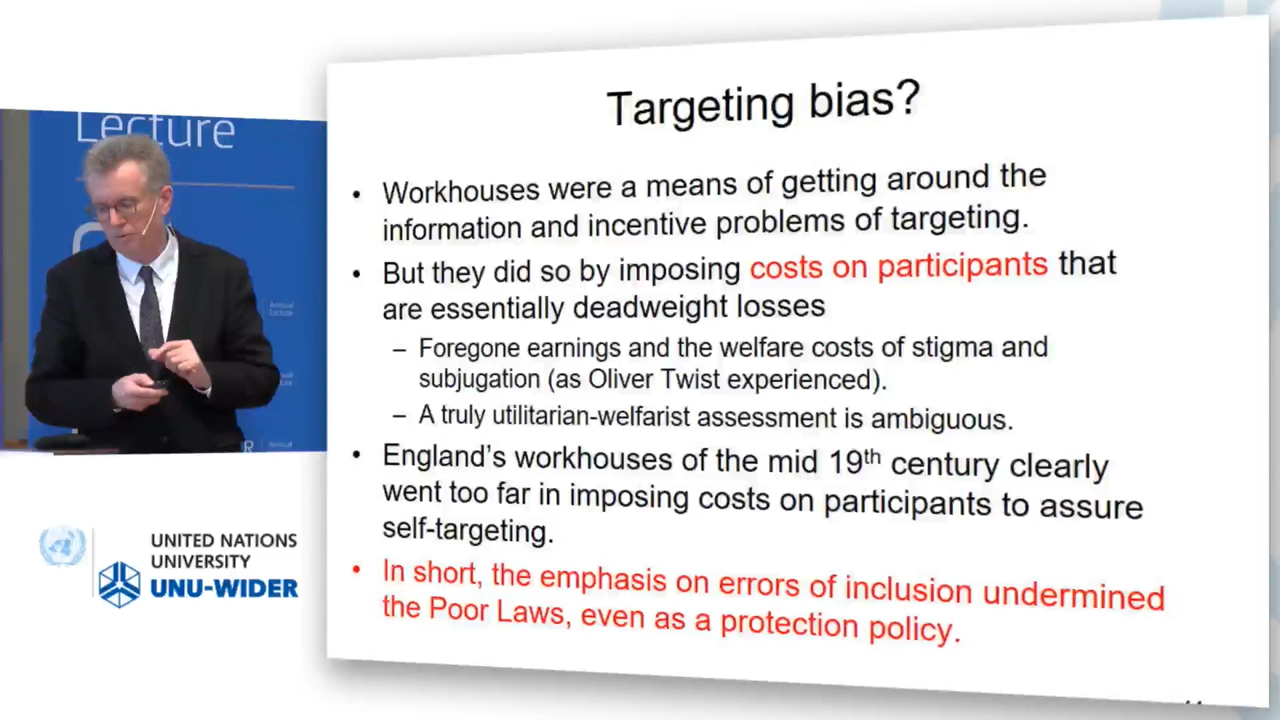 Lecture
Annual
Lecture
R
Annual
UNITED NATIONS
UNIVERSITY
UNU-WIDER
Targeting bias?
• Workhouses were a means of getting around the
information and incentive problems of targeting.
• But they did so by imposing costs on participants that
are essentially deadweight losses
– Foregone earnings and the welfare costs of stigma and
subjugation (as Oliver Twist experienced).
– A truly utilitarian-welfarist assessment is ambiguous.
• England’s workhouses of the mid 19th century clearly
went too far in imposing costs on participants to assure
self-targeting.
• In short, the emphasis on errors of inclusion undermined
the Poor Laws, even as a protection policy.